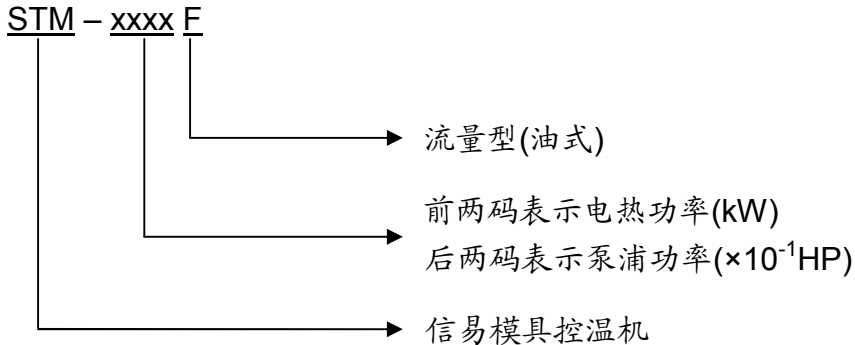 STM – xxxx F
流量型(油式)
前两码表示电热功率(kW)
后两码表示泵浦功率(×10⁻¹HP)
信易模具控温机